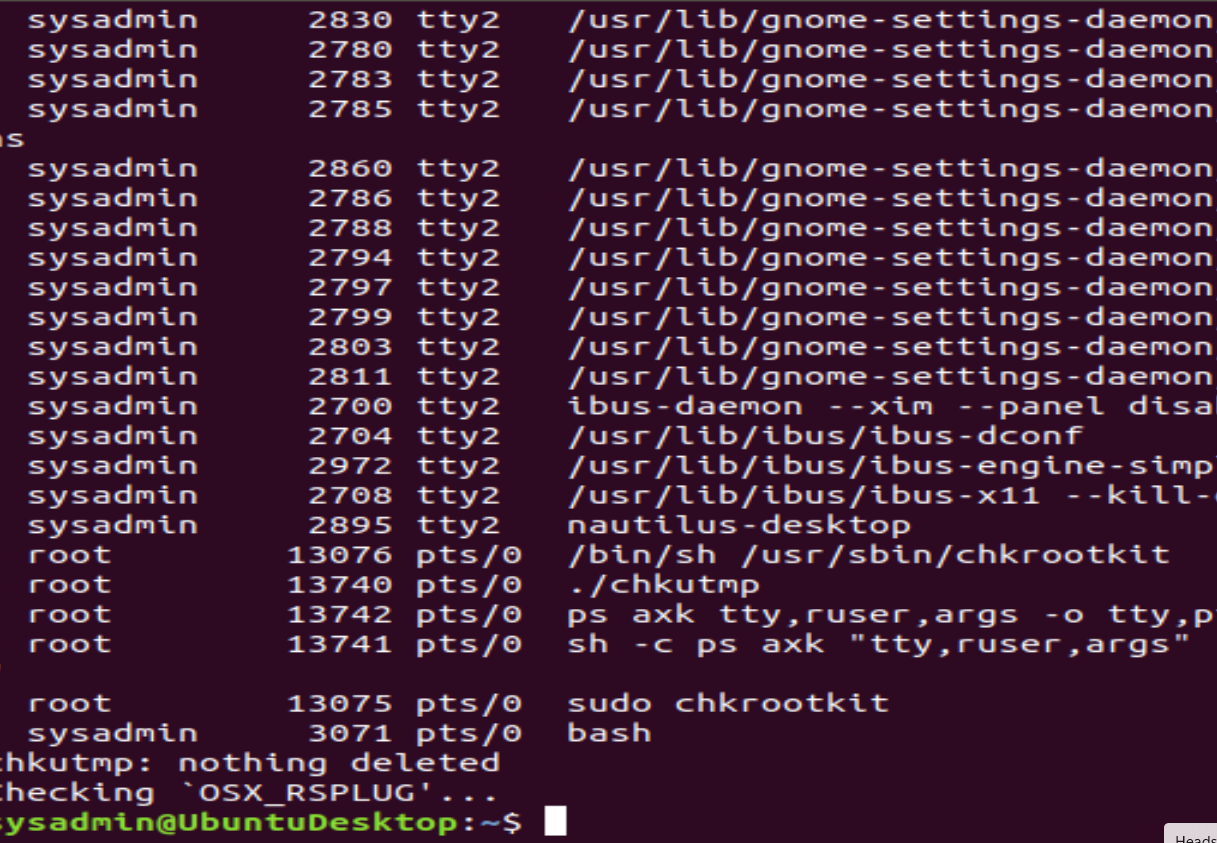 sysadmin 2830 tty2 /usr/lib/gnome-settings-daemon
sysadmin 2780 tty2 /usr/lib/gnome-settings-daemon
sysadmin 2783 tty2 /usr/lib/gnome-settings-daemon
sysadmin 2785 tty2 /usr/lib/gnome-settings-daemon
ns
sysadmin 2860 tty2 /usr/lib/gnome-settings-daemon
sysadmin 2786 tty2 /usr/lib/gnome-settings-daemon
sysadmin 2788 tty2 /usr/lib/gnome-settings-daemon
sysadmin 2794 tty2 /usr/lib/gnome-settings-daemon
sysadmin 2797 tty2 /usr/lib/gnome-settings-daemon
sysadmin 2799 tty2 /usr/lib/gnome-settings-daemon
sysadmin 2803 tty2 /usr/lib/gnome-settings-daemon
sysadmin 2811 tty2 /usr/lib/gnome-settings-daemon
sysadmin 2700 tty2 ibus-daemon --xim --panel disa
sysadmin 2704 tty2 /usr/lib/ibus/ibus-dconf
sysadmin 2972 tty2 /usr/lib/ibus/ibus-engine-simp
sysadmin 2708 tty2 /usr/lib/ibus/ibus-x11 --kill-
sysadmin 2895 tty2 nautilus-desktop
root 13076 pts/0 /bin/sh /usr/sbin/chkrootkit
root 13740 pts/0 ./chkutmp
root 13742 pts/0 ps axk tty,ruser,args -o tty,p
root 13741 pts/0 sh -c ps axk "tty,ruser,args"
root 13075 pts/0 sudo chkrootkit
sysadmin 3071 pts/0 bash
chkutmp: nothing deleted
Checking `OSX_RSPLUG'...
sysadmin@UbuntuDesktop:~$
Heads